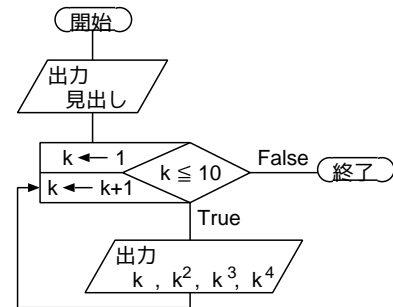 開始
出力
見出し
k ← 1
k ← k+1
k ≦ 10
False
終了
True
出力
k , k², k³, k⁴